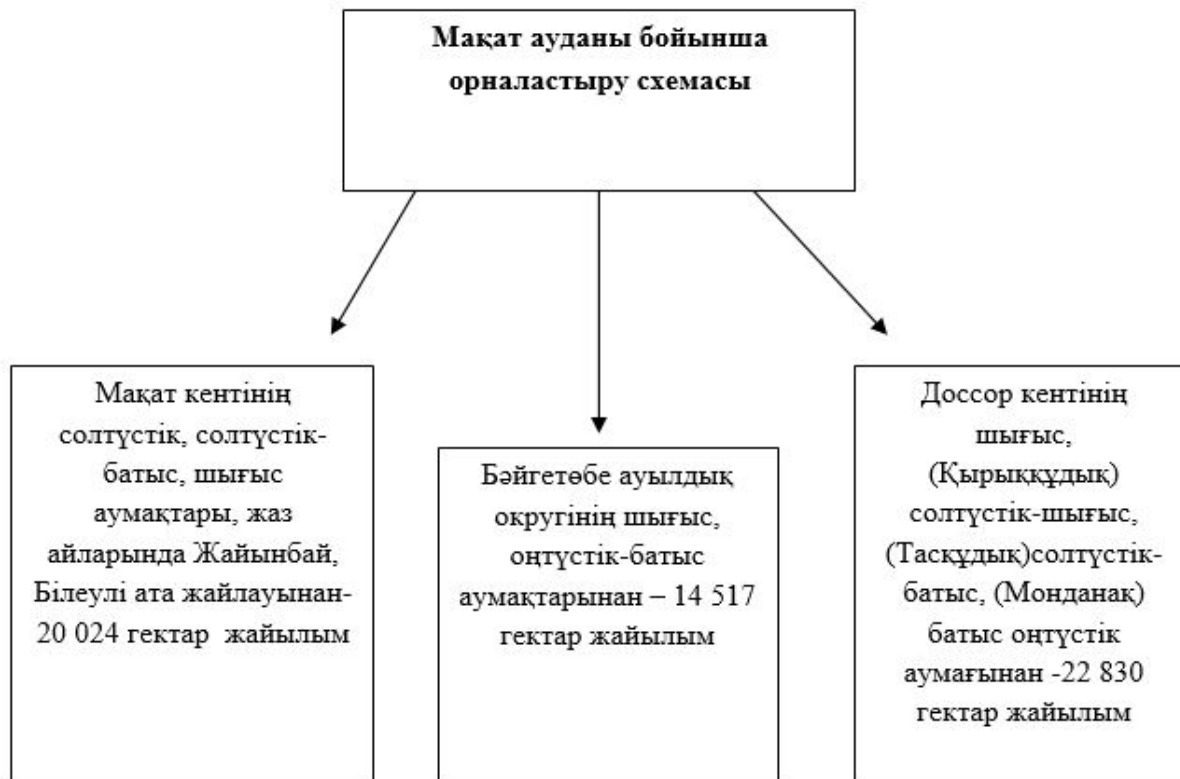 Мақат ауданы бойынша
орналастыру схемасы
Мақат кентінің
солтүстік, солтүстік-
батыс, шығыс
аумақтары, жаз
айларында Жайынбай,
Білеулі ата жайлауынан-
20 024 гектар жайылым
Бәйгетөбе ауылдық
округінің шығыс,
оңтүстік-батыс
аумақтарынан – 14 517
гектар жайылым
Доссор кентінің
шығыс,
(Қырыққұдық)
солтүстік-шығыс,
(Тасқұдық)солтүстік-
батыс, (Монданақ)
батыс оңтүстік
аумағынан -22 830
гектар жайылым